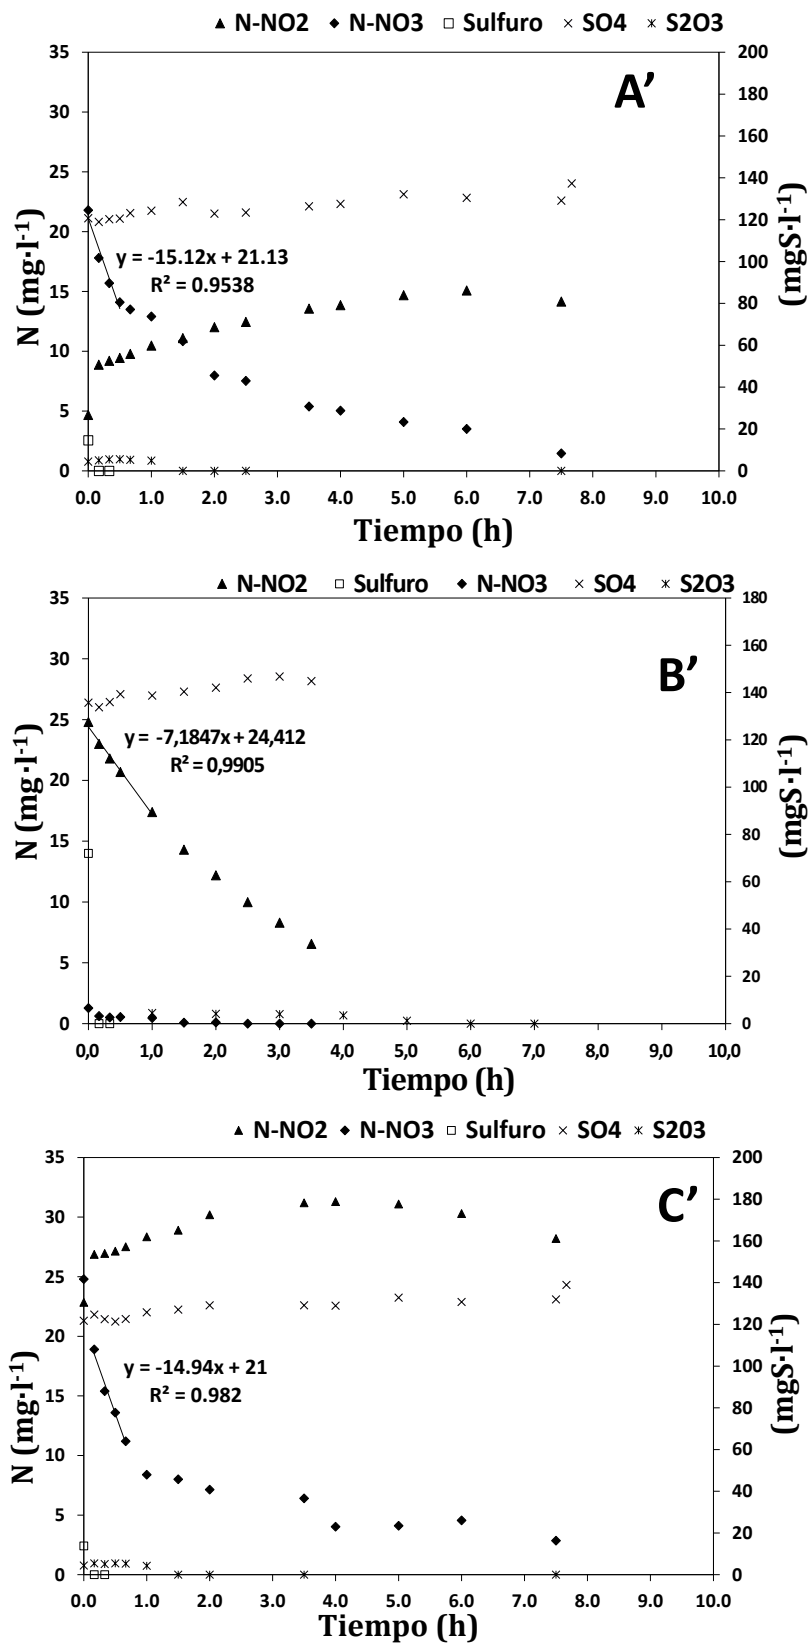 ▲ N-NO2 ◆ N-NO3 □ Sulfuro × SO4 ж S2O3
A’
35
30
25
20
15
10
5
0
N (mg·l-1)
y = -15.12x + 21.13
R² = 0.9538
200
180
160
140
120
100
80
60
40
20
0
(mgS·l-1)
0.0 1.0 2.0 3.0 4.0 5.0 6.0 7.0 8.0 9.0 10.0
Tiempo (h)
▲ N-NO2 □ Sulfuro ◆ N-NO3 × SO4 ж S2O3
B’
35
30
25
20
15
10
5
0
N (mg·l-1)
y = -7,1847x + 24,412
R² = 0,9905
180
160
140
120
100
80
60
40
20
0
(mgS·l-1)
0,0 1,0 2,0 3,0 4,0 5,0 6,0 7,0 8,0 9,0 10,0
Tiempo (h)
▲ N-NO2 ◆ N-NO3 □ Sulfuro × SO4 ж S203
C’
35
30
25
20
15
10
5
0
N (mg·l-1)
y = -14.94x + 21
R² = 0.982
200
180
160
140
120
100
80
60
40
20
0
(mgS·l-1)
0.0 1.0 2.0 3.0 4.0 5.0 6.0 7.0 8.0 9.0 10.0
Tiempo (h)